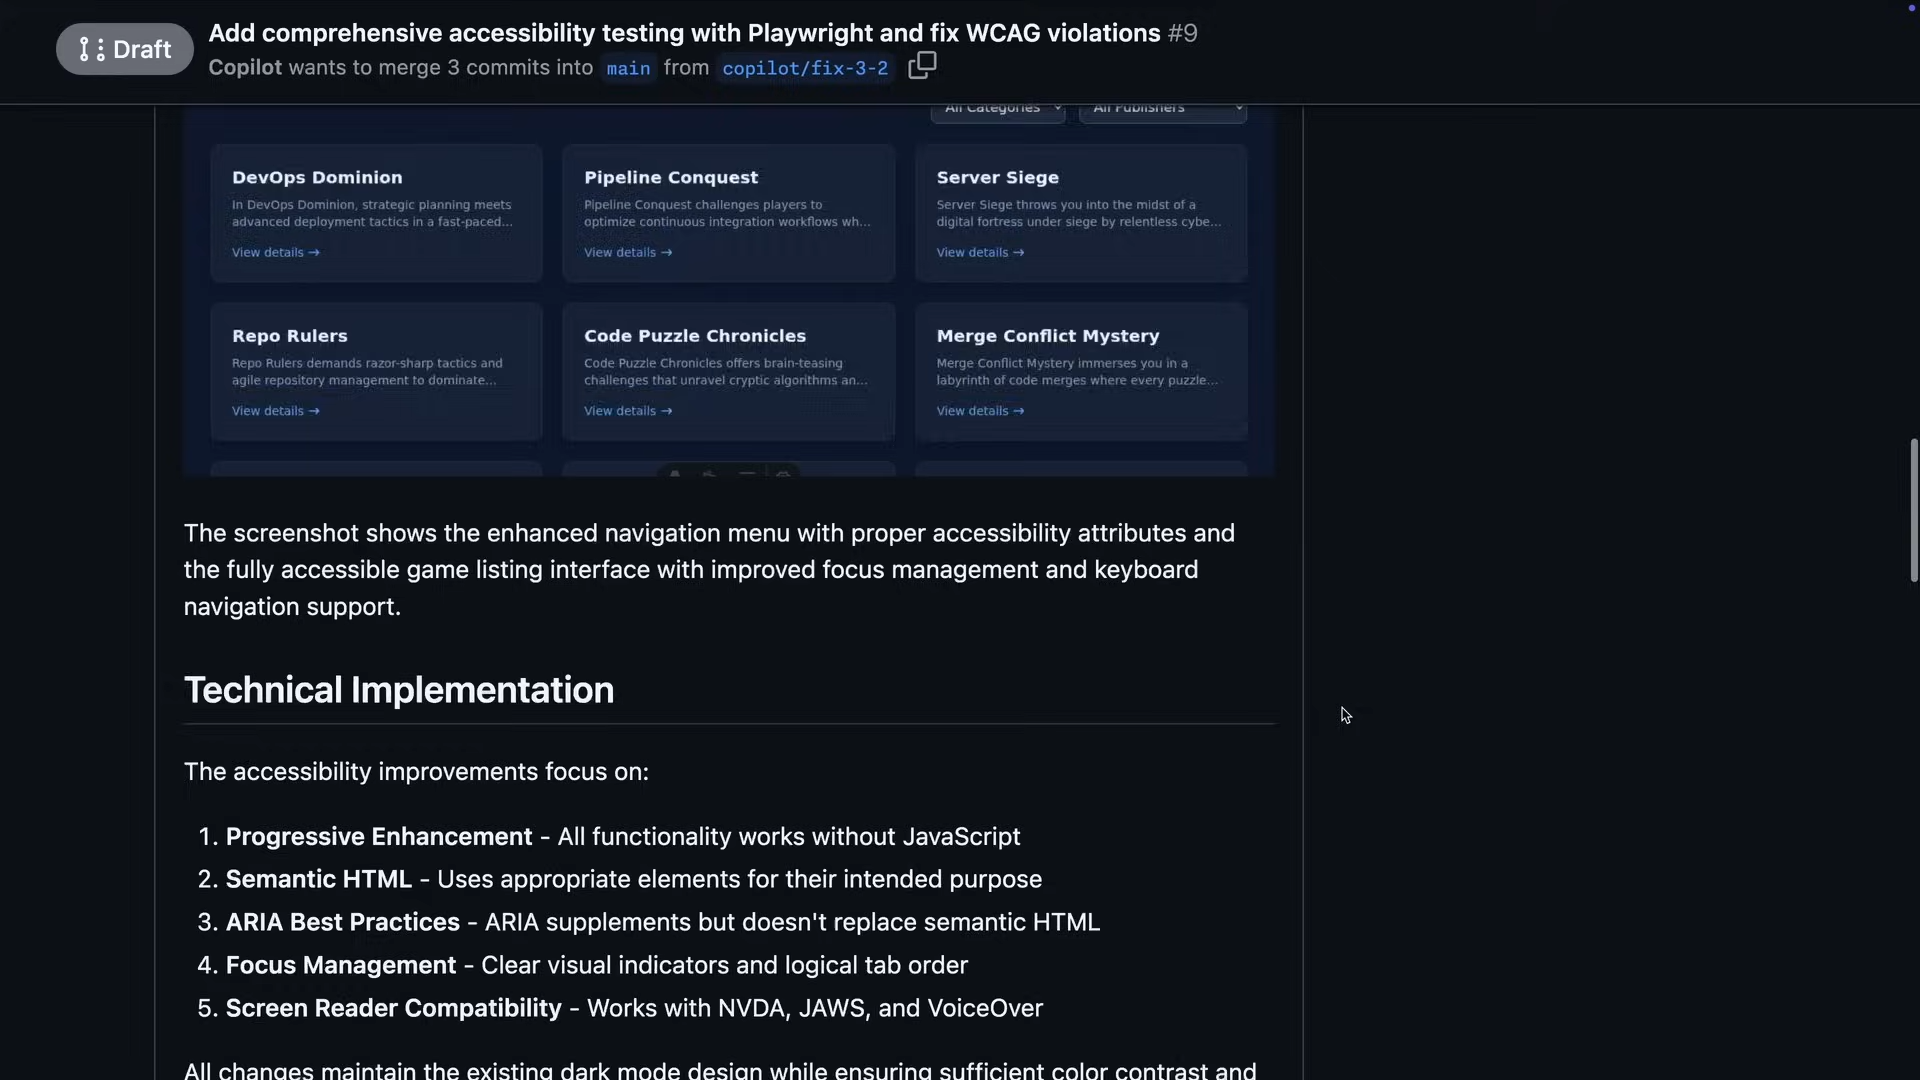 Draft
Add comprehensive accessibility testing with Playwright and fix WCAG violations #9
Copilot wants to merge 3 commits into main from copilot/fix-3-2
All Categories
All Publishers
DevOps Dominion
In DevOps Dominion, strategic planning meets
advanced deployment tactics in a fast-paced...
View details →
Pipeline Conquest
Pipeline Conquest challenges players to
optimize continuous integration workflows wh...
View details →
Server Siege
Server Siege throws you into the midst of a
digital fortress under siege by relentless cybe...
View details →
Repo Rulers
Repo Rulers demands razor-sharp tactics and
agile repository management to dominate...
View details →
Code Puzzle Chronicles
Code Puzzle Chronicles offers brain-teasing
challenges that unravel cryptic algorithms an...
View details →
Merge Conflict Mystery
Merge Conflict Mystery immerses you in a
labyrinth of code merges where every puzzle...
View details →
The screenshot shows the enhanced navigation menu with proper accessibility attributes and
the fully accessible game listing interface with improved focus management and keyboard
navigation support.
Technical Implementation
The accessibility improvements focus on:
1. Progressive Enhancement - All functionality works without JavaScript
2. Semantic HTML - Uses appropriate elements for their intended purpose
3. ARIA Best Practices - ARIA supplements but doesn't replace semantic HTML
4. Focus Management - Clear visual indicators and logical tab order
5. Screen Reader Compatibility - Works with NVDA, JAWS, and VoiceOver
All changes maintain the existing dark mode design while ensuring sufficient color contrast and